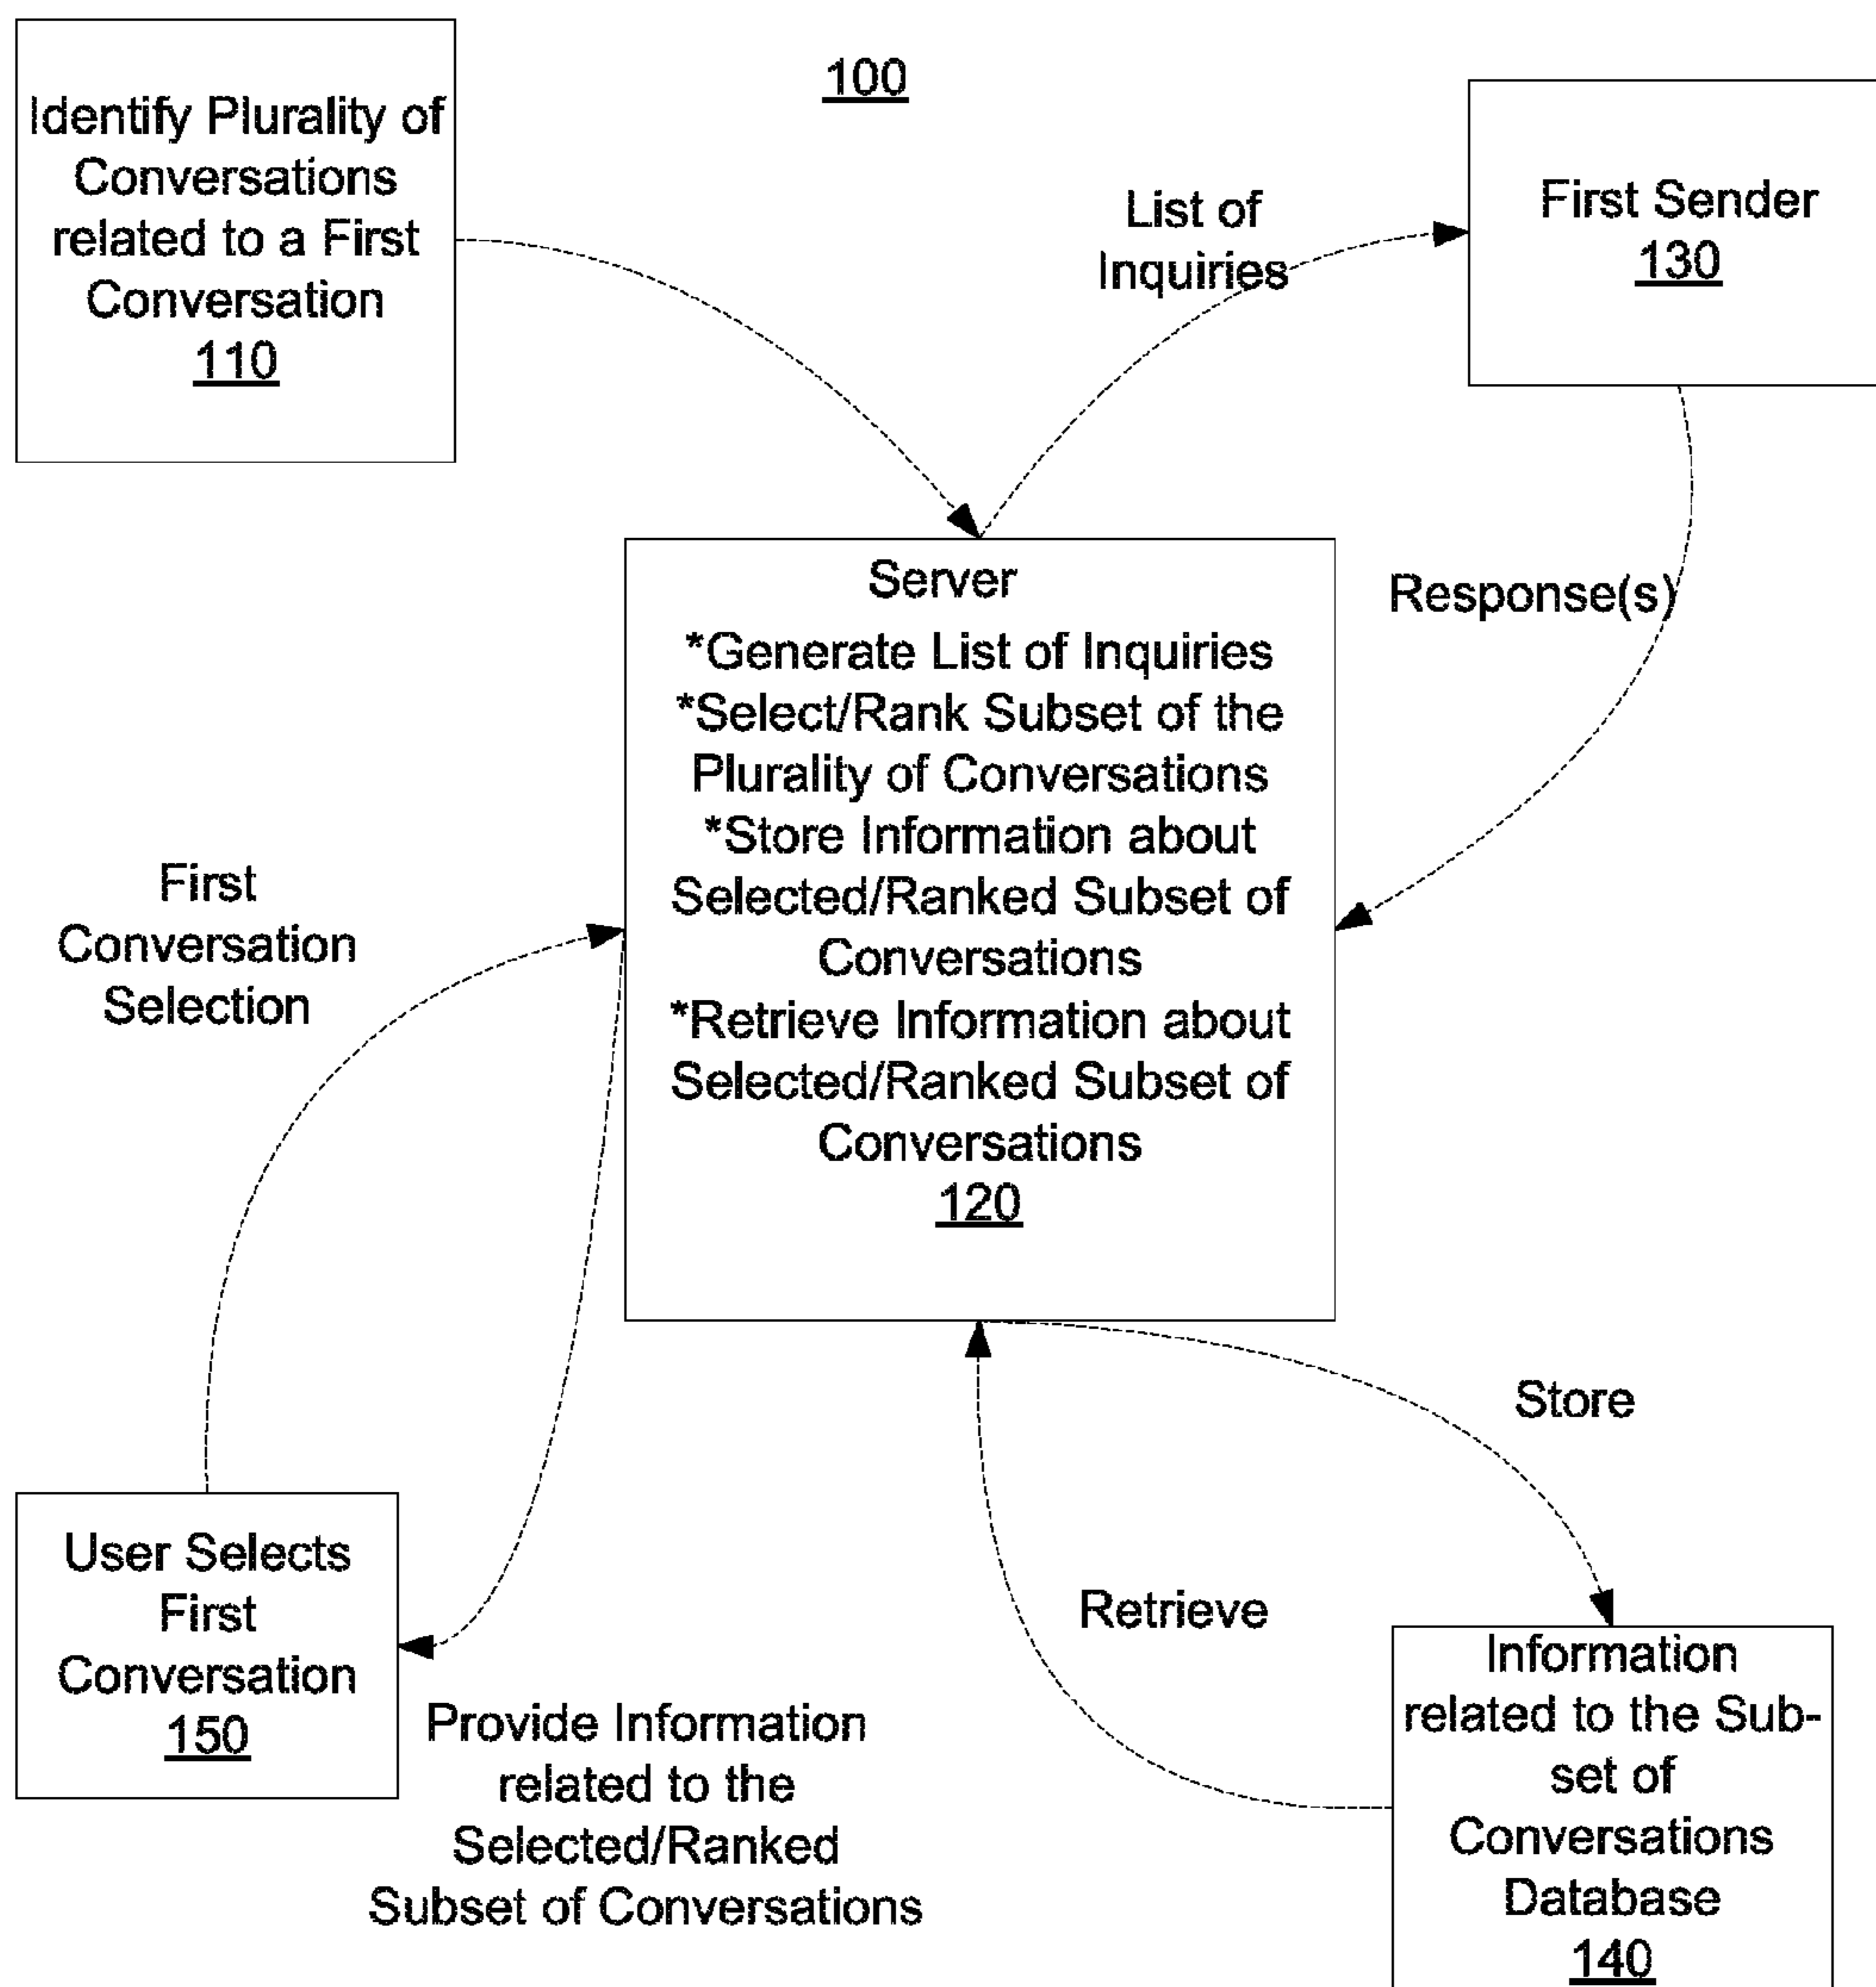 100
Identify Plurality of
Conversations
related to a First
Conversation
110
List of
Inquiries
First Sender
130
Server
*Generate List of Inquiries
*Select/Rank Subset of the
Plurality of Conversations
*Store Information about
Selected/Ranked Subset of
Conversations
*Retrieve Information about
Selected/Ranked Subset of
Conversations
120
Response(s)
First
Conversation
Selection
User Selects
First
Conversation
150
Provide Information
related to the
Selected/Ranked
Subset of Conversations
Store
Retrieve
Information
related to the Sub-
set of
Conversations
Database
140